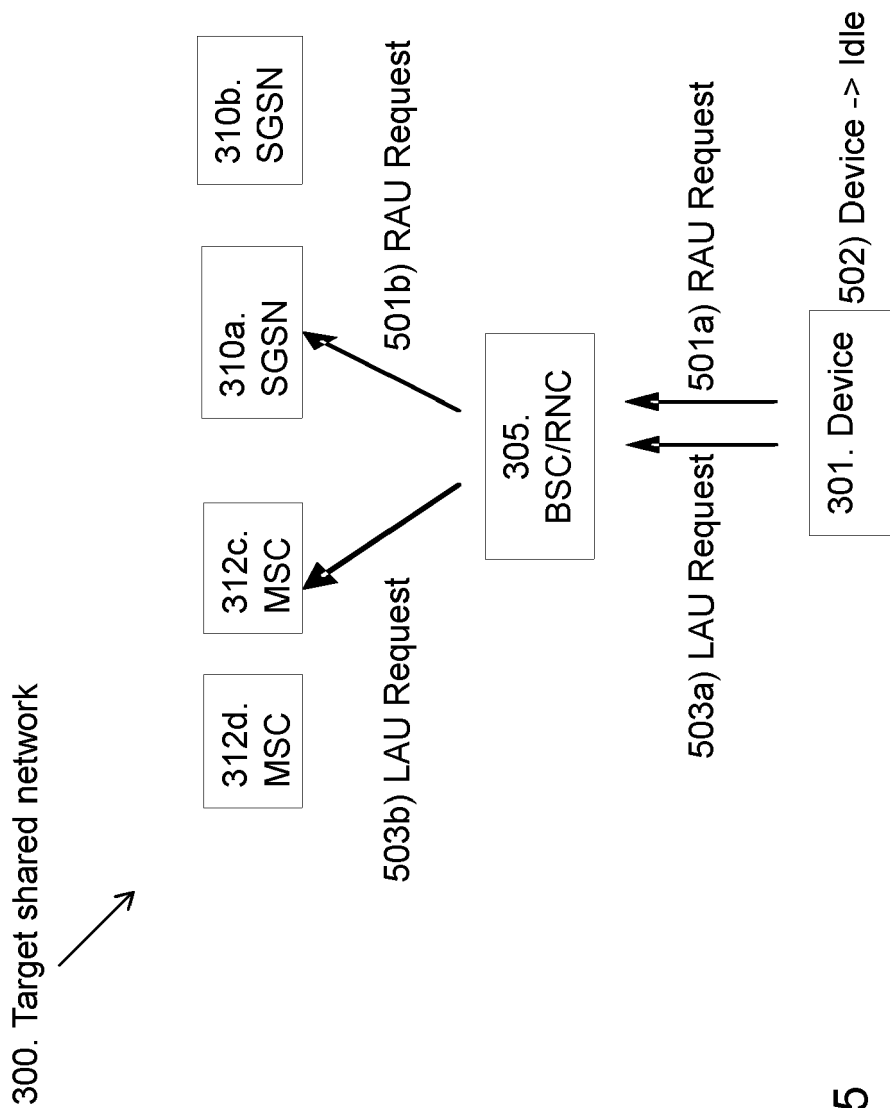 300. Target shared network
312d.
MSC
312c.
MSC
310a.
SGSN
310b.
SGSN
503b) LAU Request
501b) RAU Request
305.
BSC/RNC
503a) LAU Request
501a) RAU Request
301. Device
502) Device -> Idle
5